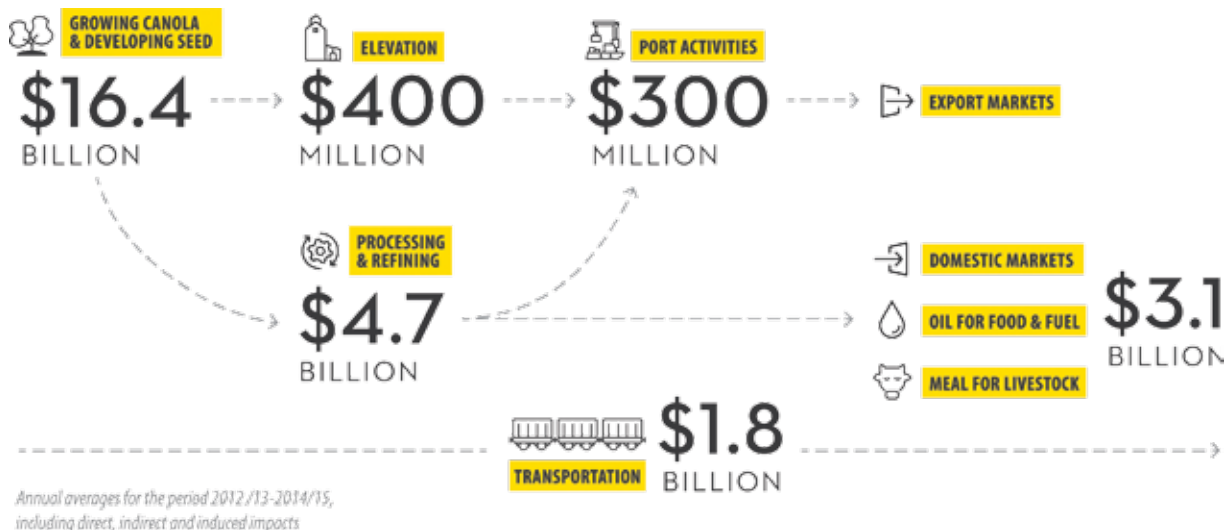 GROWING CANOLA
& DEVELOPING SEED
$16.4
BILLION
ELEVATION
$400
MILLION
PORT ACTIVITIES
$300
MILLION
EXPORT MARKETS
PROCESSING
& REFINING
$4.7
BILLION
DOMESTIC MARKETS
OIL FOR FOOD & FUEL
MEAL FOR LIVESTOCK
$3.1
BILLION
TRANSPORTATION
$1.8
BILLION
Annual averages for the period 2012/13-2014/15,
including direct, indirect and induced impacts